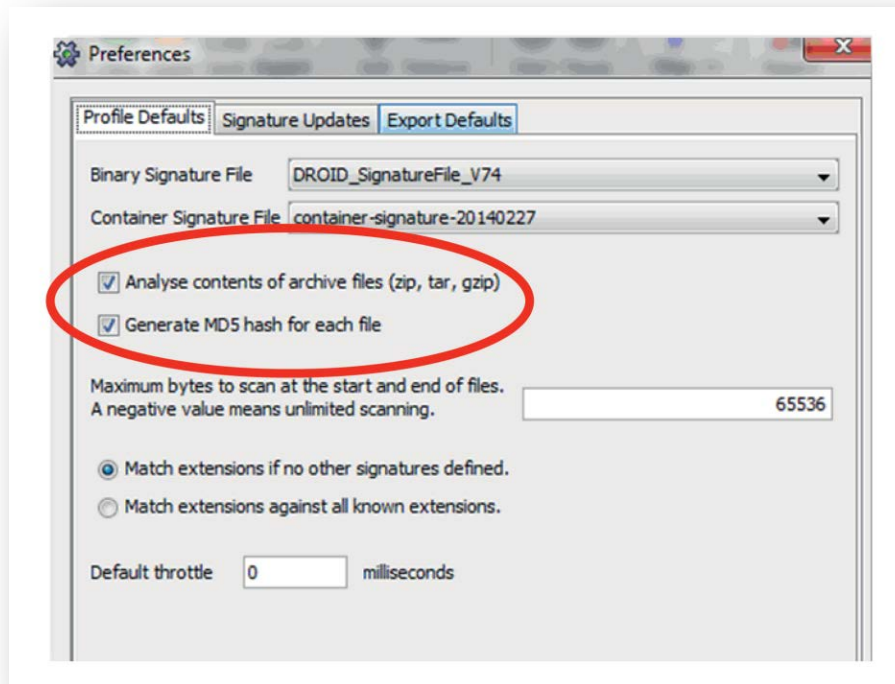 Preferences
Profile Defaults Signature Updates Export Defaults
Binary Signature File DROID_SignatureFile_V74
Container Signature File container-signature-20140227
Analyse contents of archive files (zip, tar, gzip)
Generate MD5 hash for each file
Maximum bytes to scan at the start and end of files.
A negative value means unlimited scanning. 65536
Match extensions if no other signatures defined.
Match extensions against all known extensions.
Default throttle 0 milliseconds